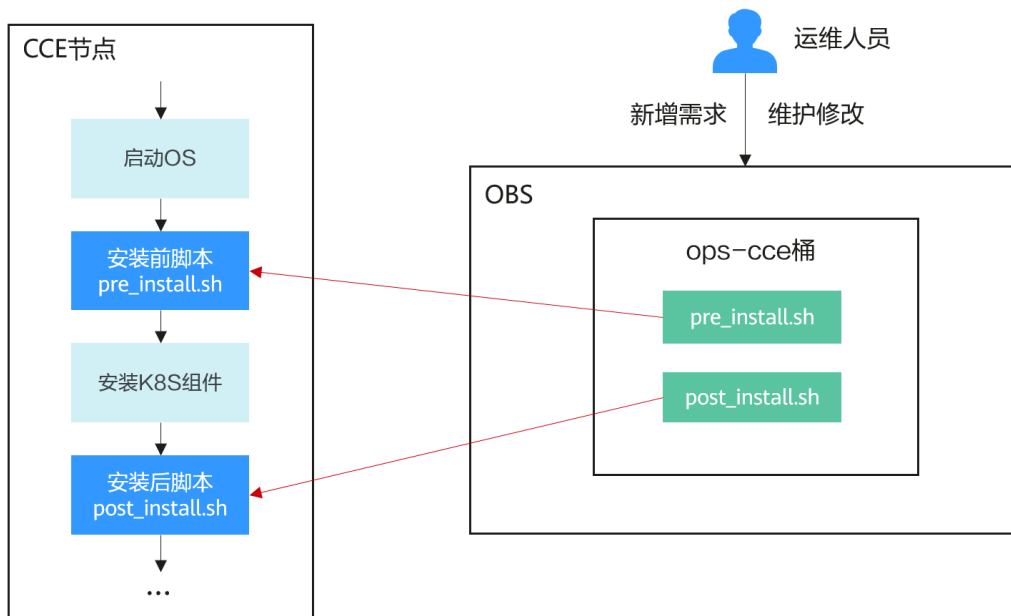 CCE节点
启动OS
安装前脚本
pre_install.sh
安装K8S组件
安装后脚本
post_install.sh
...
运维人员
新增需求
维护修改
OBS
ops-cce桶
pre_install.sh
post_install.sh